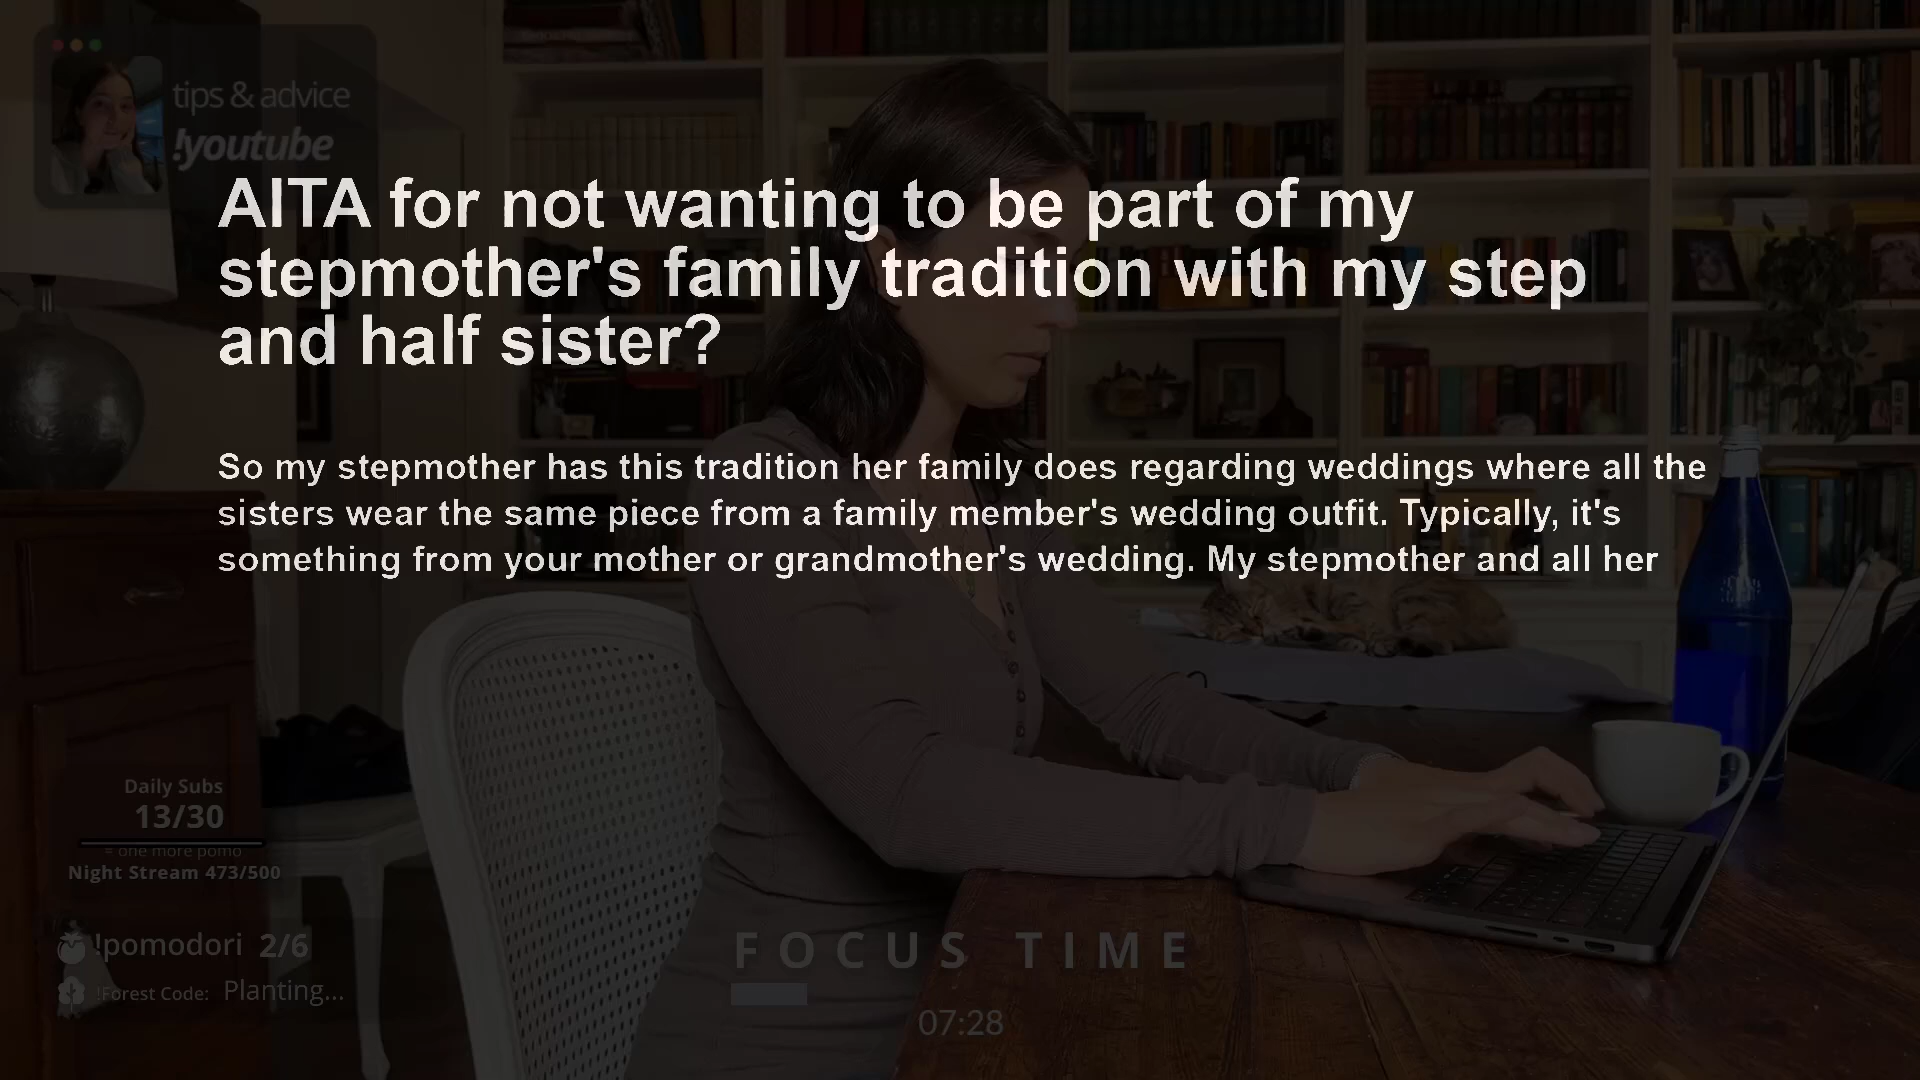 tips & advice
!youtube
AITA for not wanting to be part of my
stepmother's family tradition with my step
and half sister?
So my stepmother has this tradition her family does regarding weddings where all the
sisters wear the same piece from a family member's wedding outfit. Typically, it's
something from your mother or grandmother's wedding. My stepmother and all her
Daily Subs
13/30
= one more pomo
Night Stream 473/500
!pomodori 2/6
!Forest Code: Planting...
FOCUS TIME
07:28